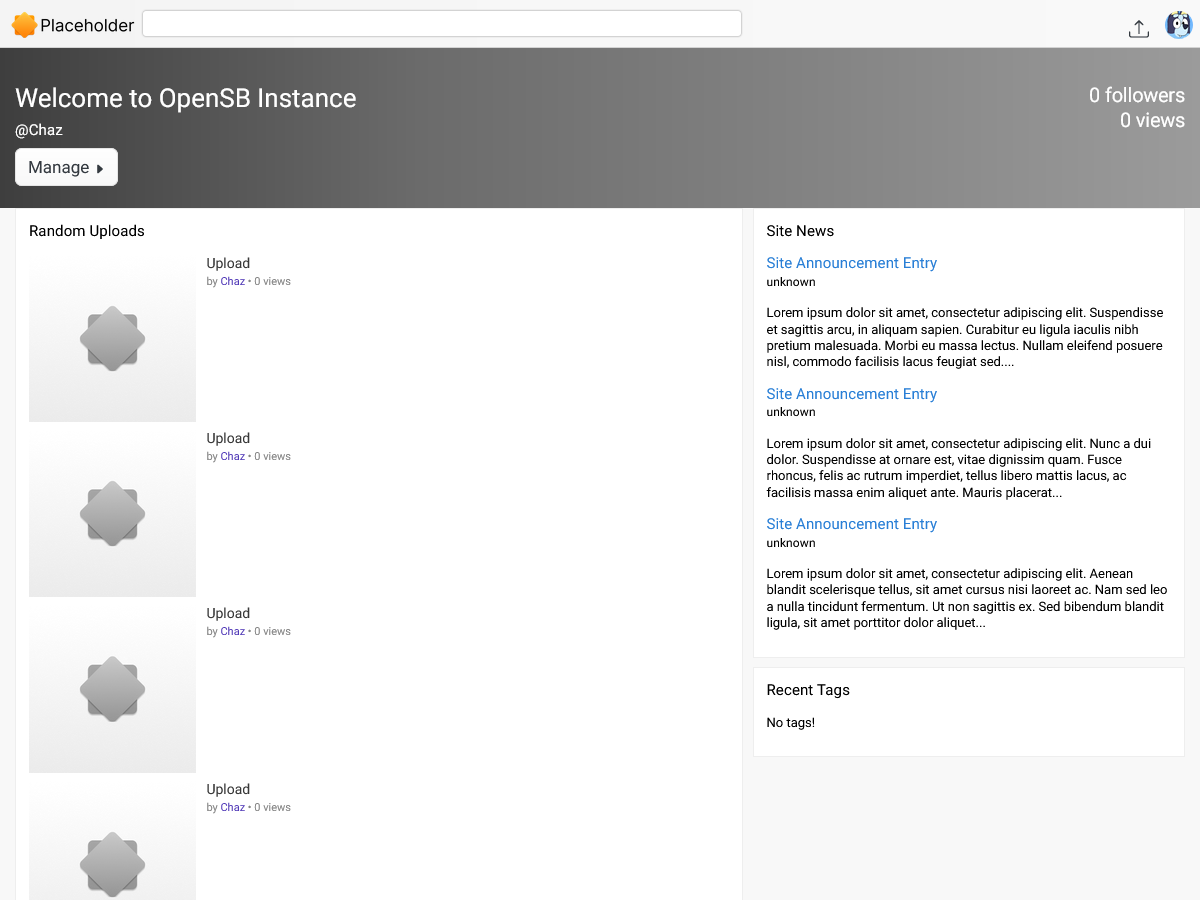 Placeholder
Welcome to OpenSB Instance
@Chaz
Manage
0 followers
0 views
Random Uploads
Upload
by Chaz • 0 views
Upload
by Chaz • 0 views
Upload
by Chaz • 0 views
Upload
by Chaz • 0 views
Site News
Site Announcement Entry
unknown
Lorem ipsum dolor sit amet, consectetur adipiscing elit. Suspendisse
et sagittis arcu, in aliquam sapien. Curabitur eu ligula iaculis nibh
pretium malesuada. Morbi eu massa lectus. Nullam eleifend posuere
nisl, commodo facilisis lacus feugiat sed....
Site Announcement Entry
unknown
Lorem ipsum dolor sit amet, consectetur adipiscing elit. Nunc a dui
dolor. Suspendisse at ornare est, vitae dignissim quam. Fusce
rhoncus, felis ac rutrum imperdiet, tellus libero mattis lacus, ac
facilisis massa enim aliquet ante. Mauris placerat...
Site Announcement Entry
unknown
Lorem ipsum dolor sit amet, consectetur adipiscing elit. Aenean
blandit scelerisque tellus, sit amet cursus nisi laoreet ac. Nam sed leo
a nulla tincidunt fermentum. Ut non sagittis ex. Sed bibendum blandit
ligula, sit amet porttitor dolor aliquet...
Recent Tags
No tags!